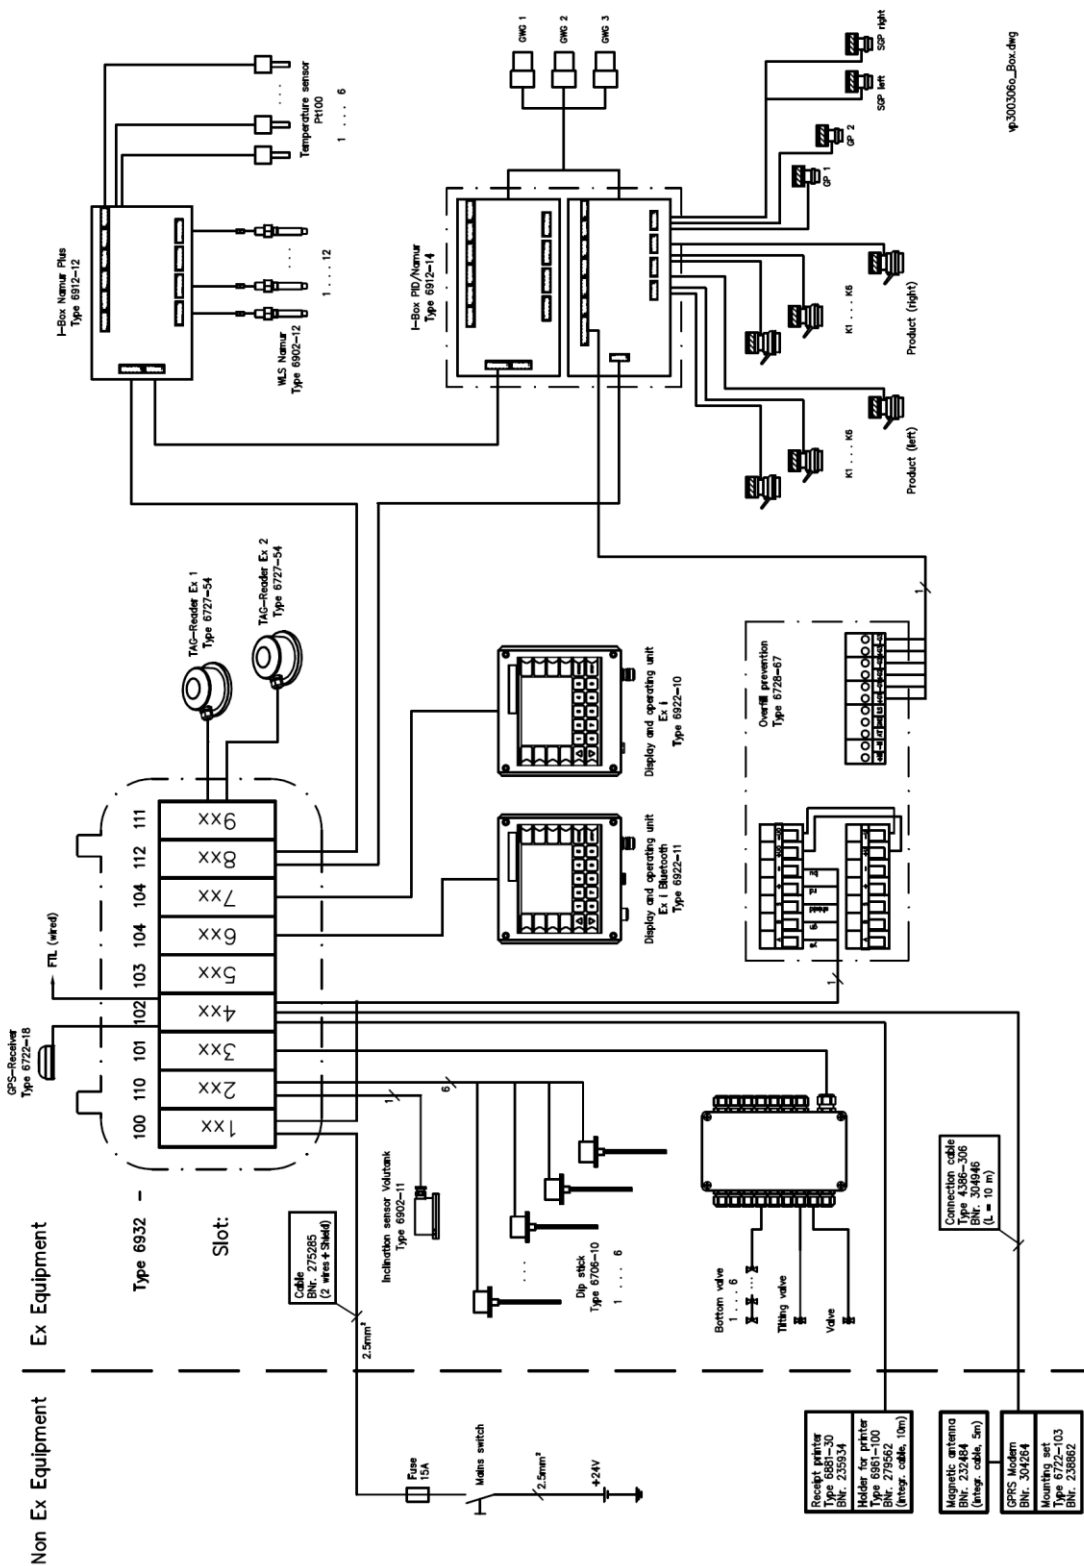 Non Ex Equipment
Ex Equipment
Type 6932 –
Slot:
100
110
101
102
103
104
104
112
111
1xx
2xx
3xx
4xx
5xx
6xx
7xx
8xx
9xx
GPS-Receiver
Type 6722-18
FTL (wired)
TAG-Reader Ex 1
Type 6727-54
TAG-Reader Ex 2
Type 6727-54
I-Box Namur Plus
Type 6912-12
Temperature sensor
Pt100
1 . . . . 6
WLS Namur
Type 6902-12
1 . . . . 12
I-Box PID/Namur
Type 6912-14
GWG 1
GWG 2
GWG 3
SGP right
SGP left
GP 2
GP 1
K1 . . . K6
Product (right)
K1 . . . K6
Product (left)
Display and operating unit
Ex i
Type 6922-10
Display and operating unit
Ex i Bluetooth
Type 6922-11
Overfill prevention
Type 6728-67
1
1
1
6
Inclination sensor Volutank
Type 6902-11
Dip stick
Type 6706-10
1 . . . . 6
Cable
BNr. 275285
(2 wires + Shield)
2.5mm²
Fuse
15A
Mains switch
2.5mm²
+24V
Bottom valve
1 . . . . 6
Tilting valve
Valve
Connection cable
Type 4386-306
BNr. 304946
(L = 10 m)
Receipt printer
Type 6881-30
BNr. 235934
Holder for printer
Type 6961-100
BNr. 279562
(integr. cable, 10m)
Magnetic antenna
BNr. 232484
(integr. cable, 5m)
GPRS Modem
BNr. 304264
Mounting set
Type 6722-103
BNr. 238862
vp300306o_Box.dwg